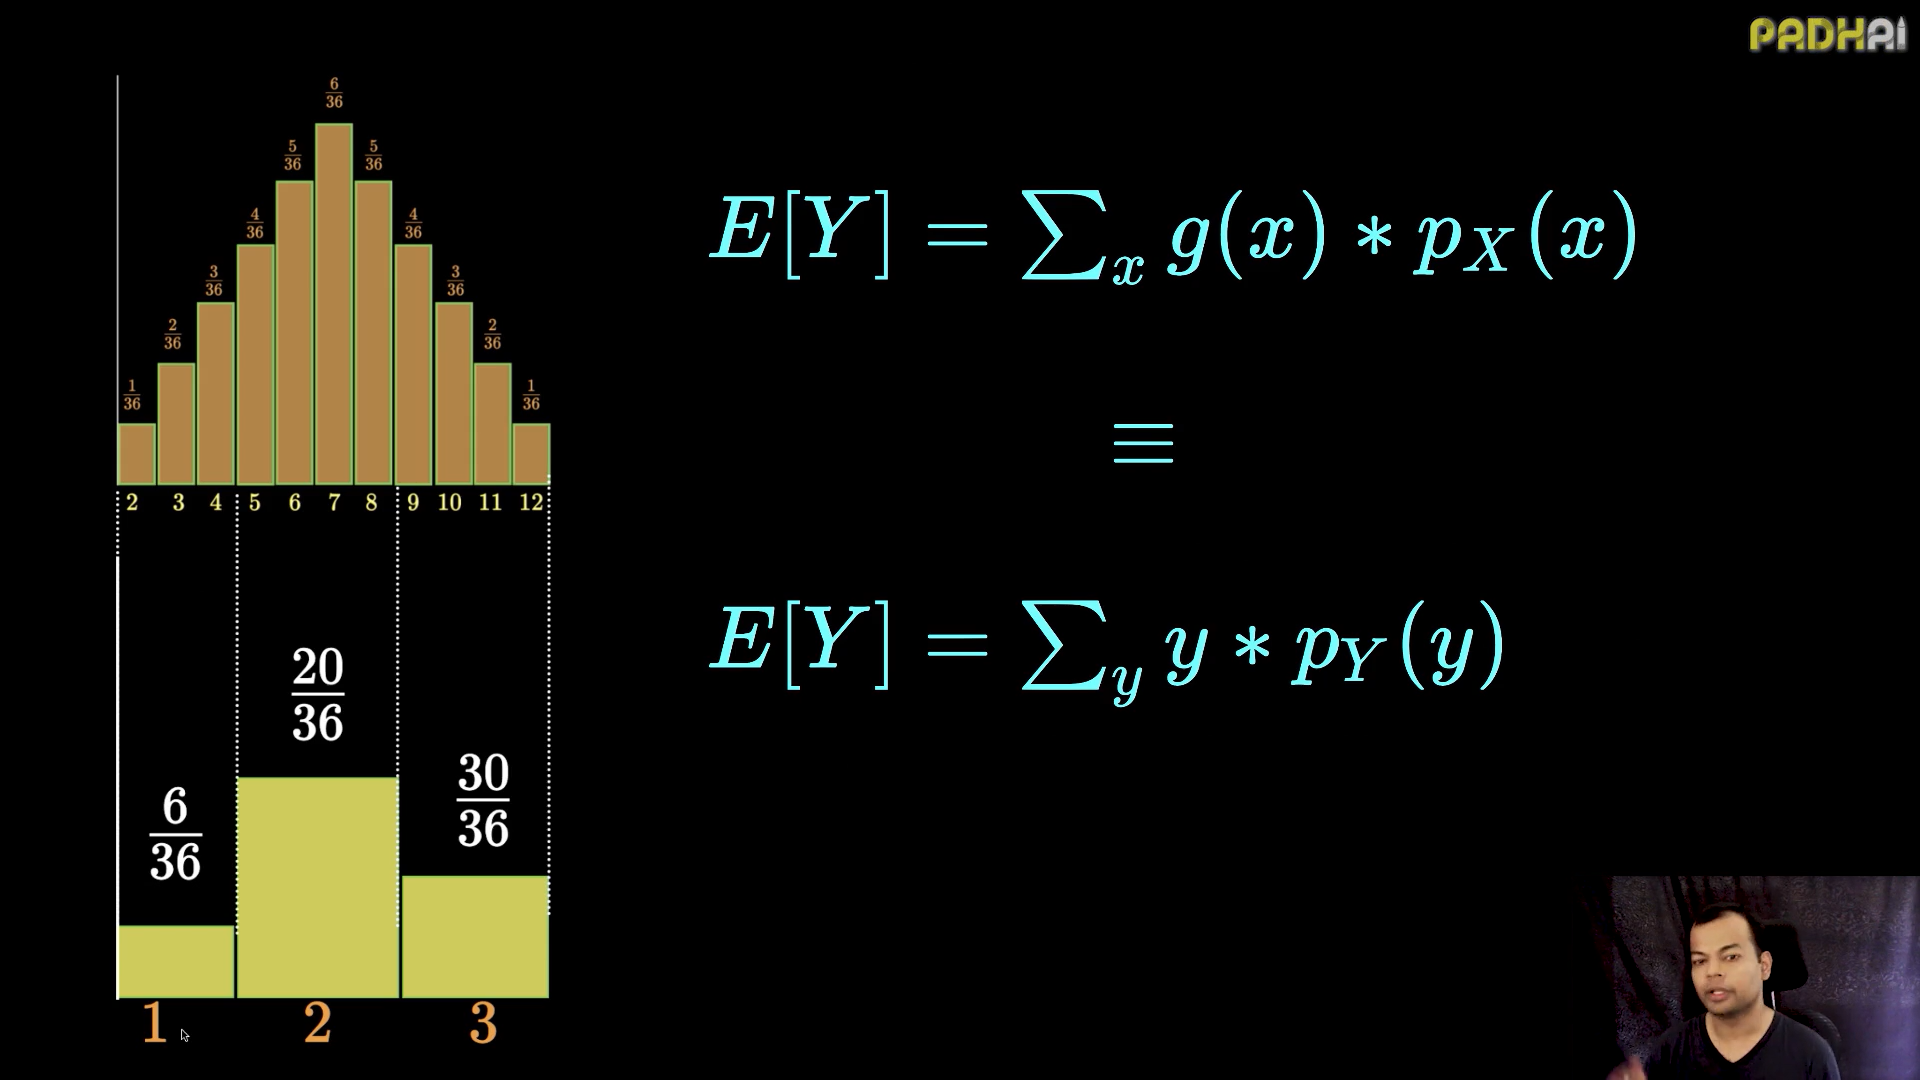 PADHAI
6/36
5/36 5/36
4/36 4/36
3/36 3/36
2/36 2/36
1/36 1/36
2 3 4 5 6 7 8 9 10 11 12
E[Y] = ∑_x g(x) * p_X(x)
≡
E[Y] = ∑_y y * p_Y(y)
20/36
30/36
6/36
1 2 3